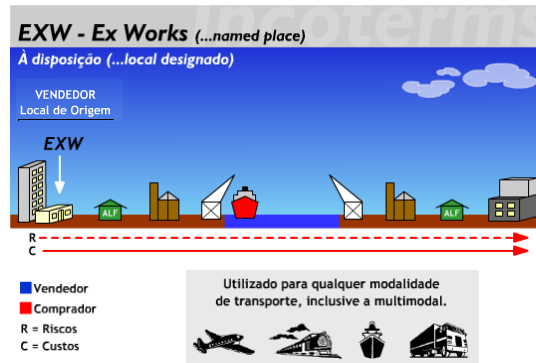 Incoterms
EXW - Ex Works (...named place)
À disposição (...local designado)
VENDEDOR
Local de Origem
EXW
ALF
ALF
R
C
Vendedor
Comprador
R = Riscos
C = Custos
Utilizado para qualquer modalidade
de transporte, inclusive a multimodal.